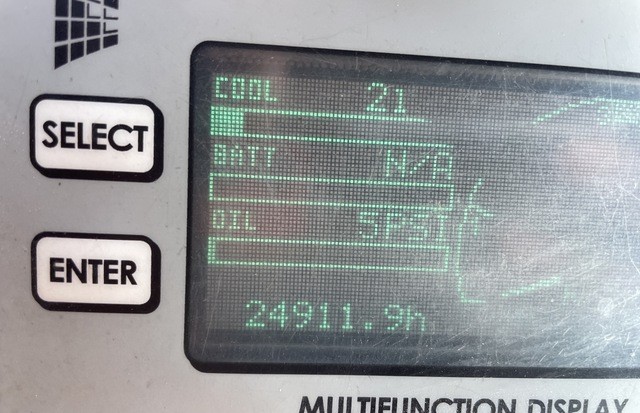 SELECT
ENTER
COOL 21
BATT N/A
OIL 5PSI
24911.9h
MULTIFUNCTION DISPLAY